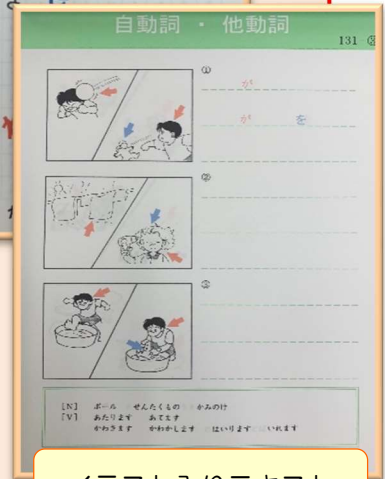 自動詞 ・ 他動詞
131
①
が
が を
②
③
[N] ボール せんたくもの かみのけ
[V] あたります あてます
かわきます かわかします はいります いれます